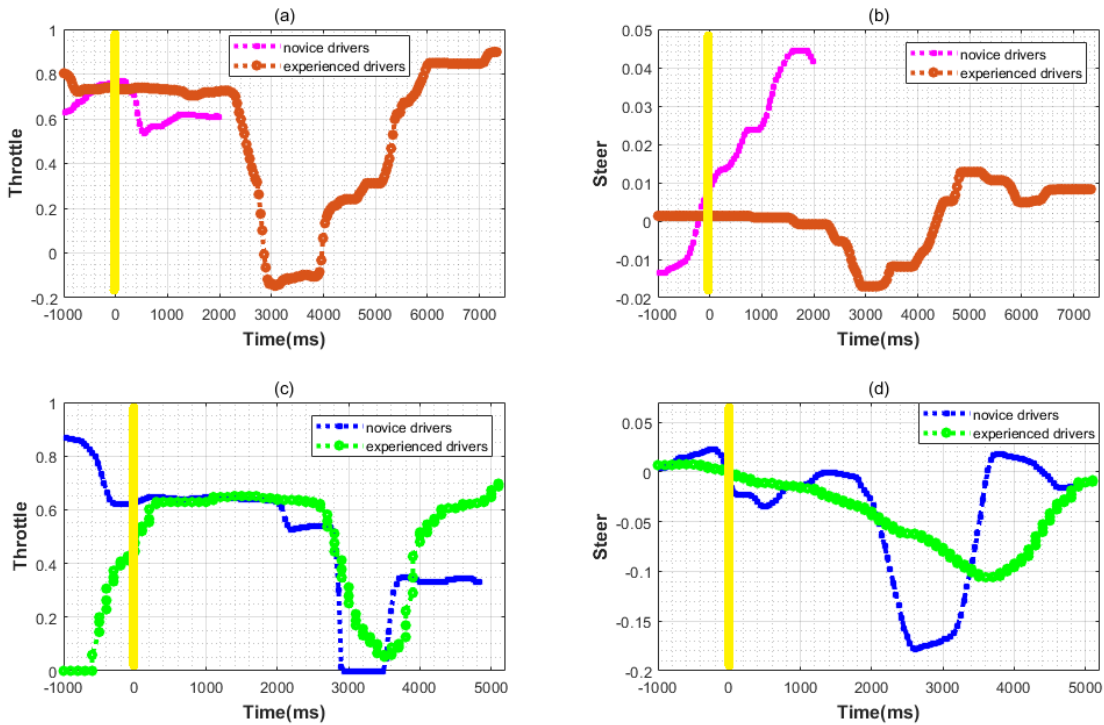 (a)
1
0.8
0.6
0.4
0.2
0
-0.2
Throttle
novice drivers
experienced drivers
-1000 0 1000 2000 3000 4000 5000 6000 7000
Time(ms)
(b)
0.05
0.04
0.03
0.02
0.01
0
-0.01
-0.02
Steer
novice drivers
experienced drivers
-1000 0 1000 2000 3000 4000 5000 6000 7000
Time(ms)
(c)
1
0.8
0.6
0.4
0.2
0
Throttle
novice drivers
experienced drivers
-1000 0 1000 2000 3000 4000 5000
Time(ms)
(d)
0.05
0
-0.05
-0.1
-0.15
-0.2
Steer
novice drivers
experienced drivers
-1000 0 1000 2000 3000 4000 5000
Time(ms)